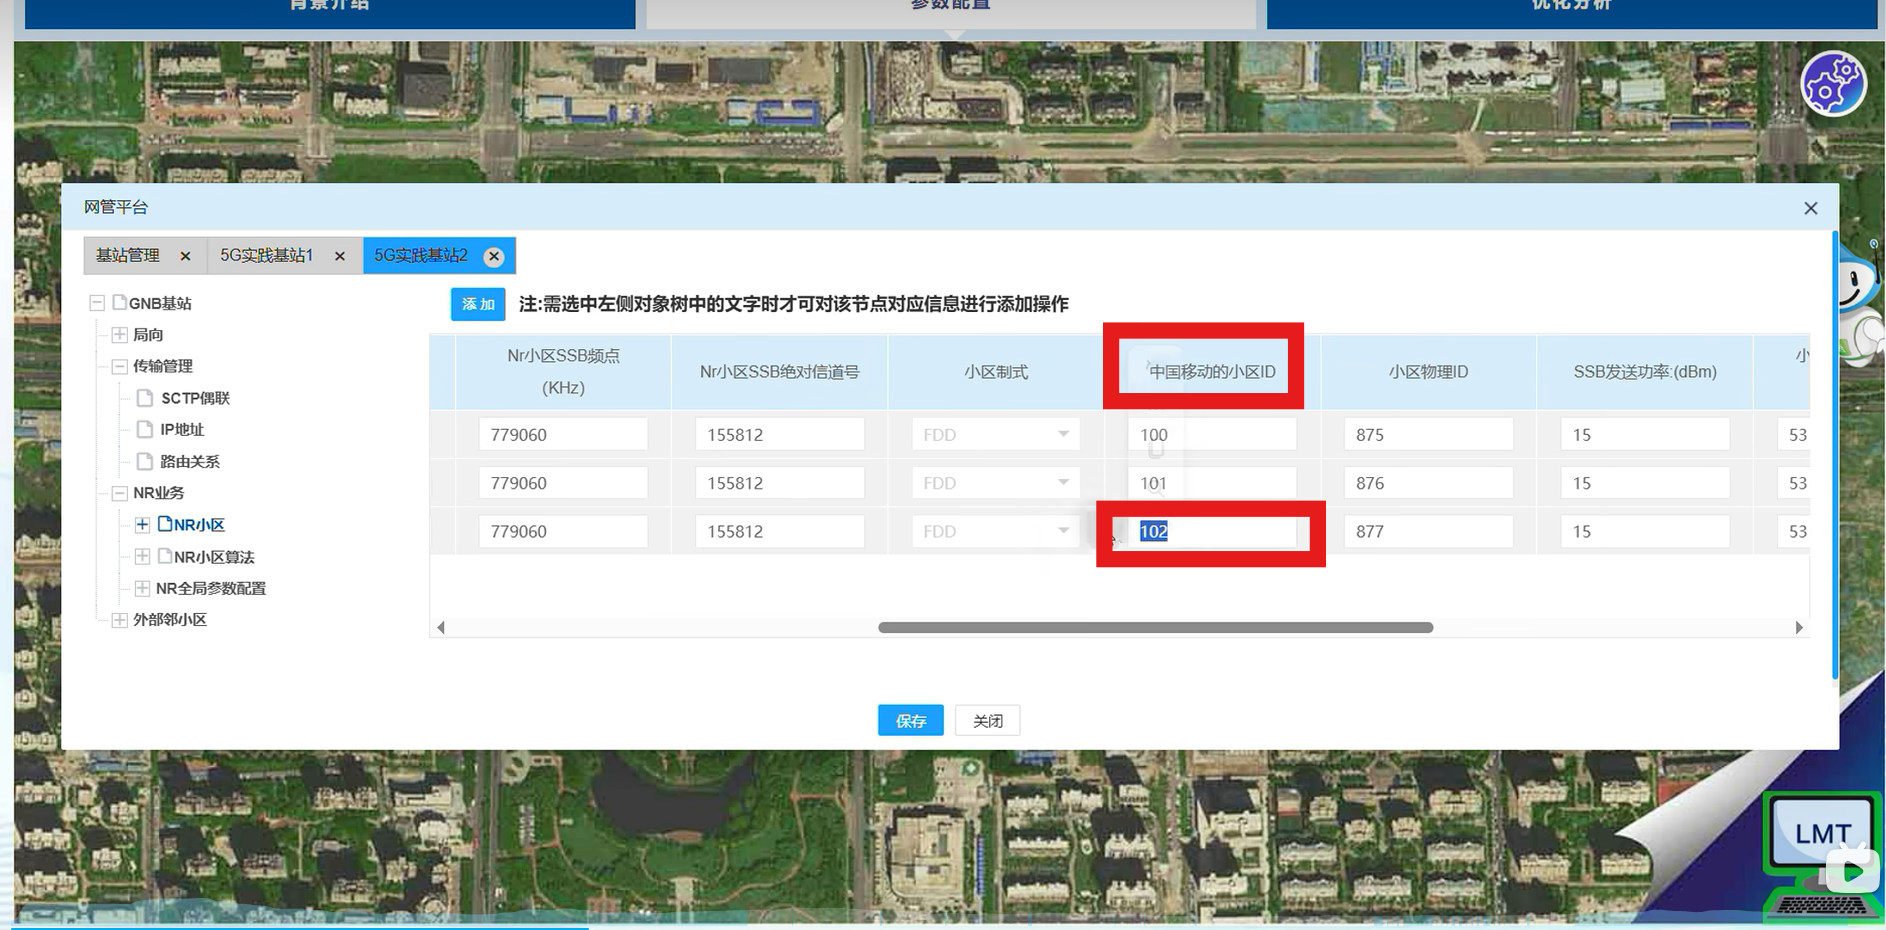 背景介绍
参数配置
优化分析
网管平台
基站管理 ×
5G实践基站1 ×
5G实践基站2 ×
GNB基站
局向
传输管理
SCTP偶联
IP地址
路由关系
NR业务
NR小区
NR小区算法
NR全局参数配置
外部邻小区
添加
注:需选中左侧对象树中的文字时才可对该节点对应信息进行添加操作
Nr小区SSB频点
(KHz)
Nr小区SSB绝对信道号
小区制式
中国移动的小区ID
小区物理ID
SSB发送功率:(dBm)
779060 155812 FDD 100 875 15 53
779060 155812 FDD 101 876 15 53
779060 155812 FDD 102 877 15 53
保存
关闭
LMT